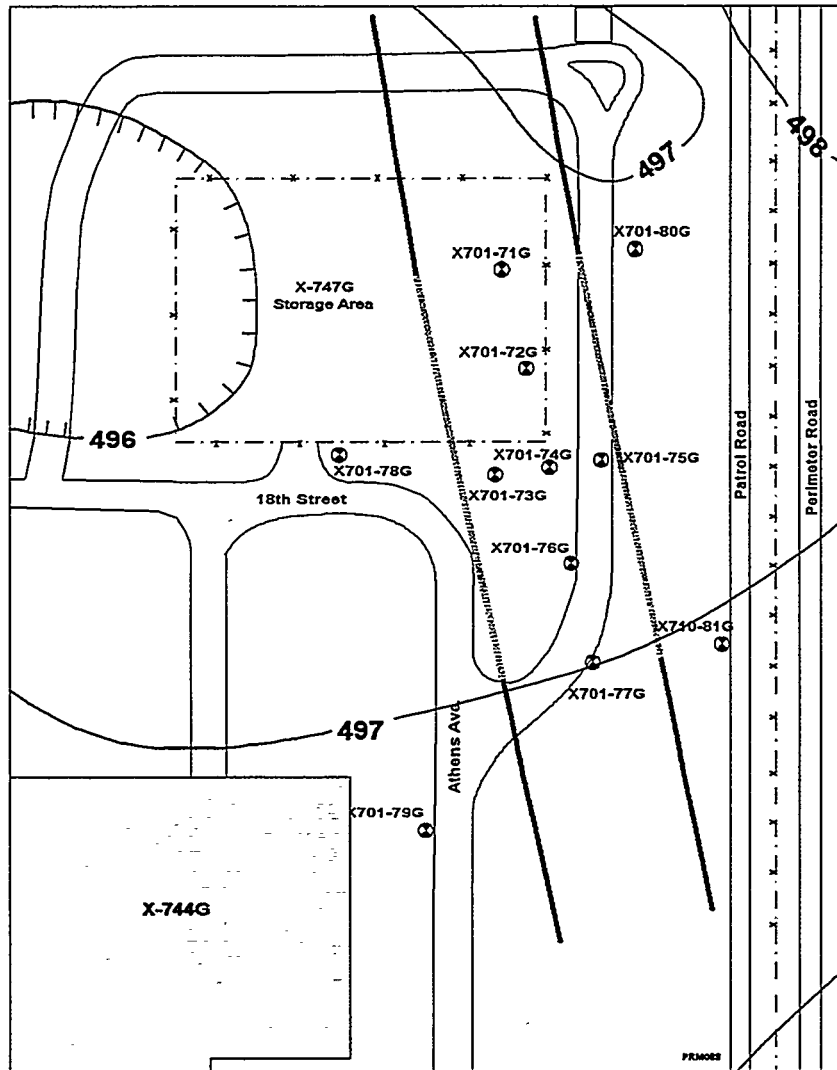 498
497
X701-80G
X701-71G
X-747G
Storage Area
X701-72G
496
X701-74G
X701-75G
X701-78G
X701-73G
18th Street
Patrol Road
Perimeter Road
X701-76G
X710-81G
X701-77G
497
Athens Ave.
X701-79G
X-744G